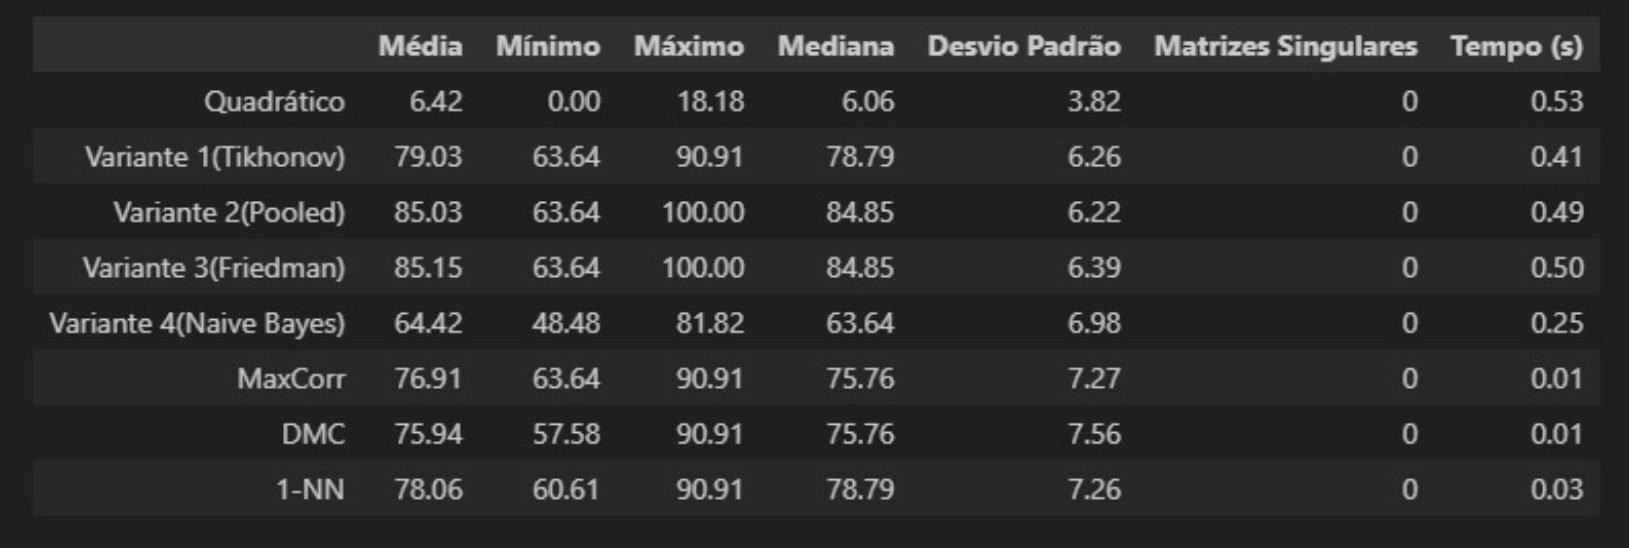 Média Mínimo Máximo Mediana Desvio Padrão Matrizes Singulares Tempo (s)
Quadrático 6.42 0.00 18.18 6.06 3.82 0 0.53
Variante 1(Tikhonov) 79.03 63.64 90.91 78.79 6.26 0 0.41
Variante 2(Pooled) 85.03 63.64 100.00 84.85 6.22 0 0.49
Variante 3(Friedman) 85.15 63.64 100.00 84.85 6.39 0 0.50
Variante 4(Naive Bayes) 64.42 48.48 81.82 63.64 6.98 0 0.25
MaxCorr 76.91 63.64 90.91 75.76 7.27 0 0.01
DMC 75.94 57.58 90.91 75.76 7.56 0 0.01
1-NN 78.06 60.61 90.91 78.79 7.26 0 0.03